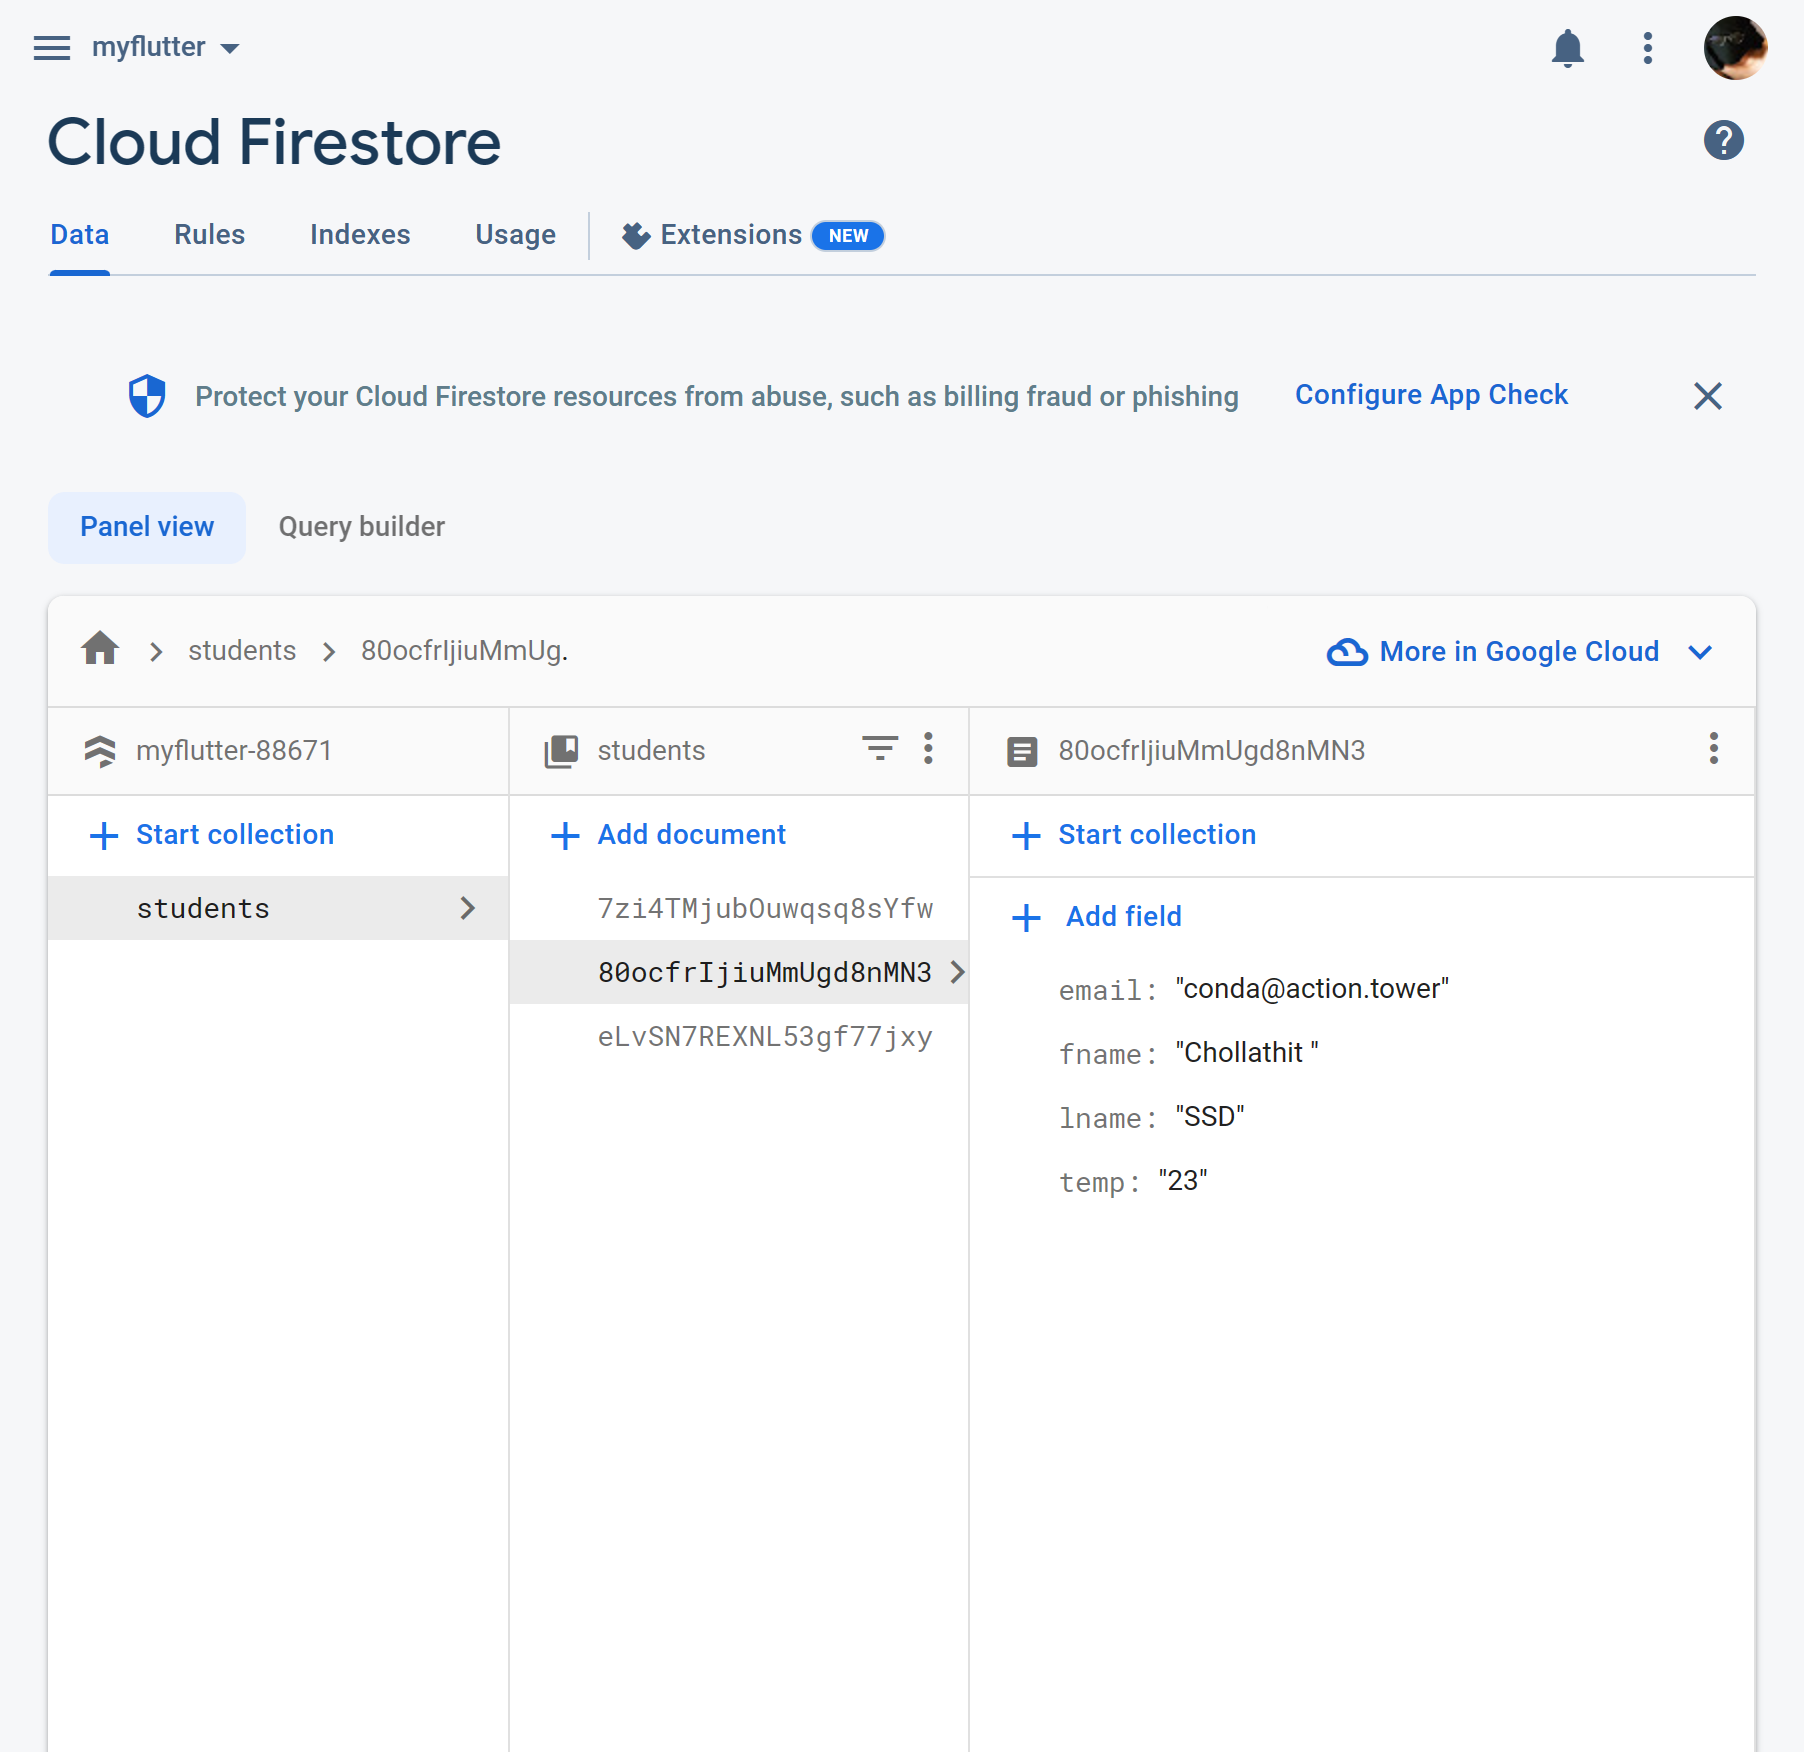 myflutter
Cloud Firestore
Data Rules Indexes Usage Extensions NEW
Protect your Cloud Firestore resources from abuse, such as billing fraud or phishing Configure App Check
Panel view Query builder
students 80ocfrIjiuMmUg. More in Google Cloud
myflutter-88671 students 80ocfrIjiuMmUgd8nMN3
Start collection Add document Start collection
students 7zi4TMjubOuwqsq8sYfw Add field
80ocfrIjiuMmUgd8nMN3
email: "conda@action.tower"
eLvSN7REXNL53gf77jxy
fname: "Chollathit "
lname: "SSD"
temp: "23"